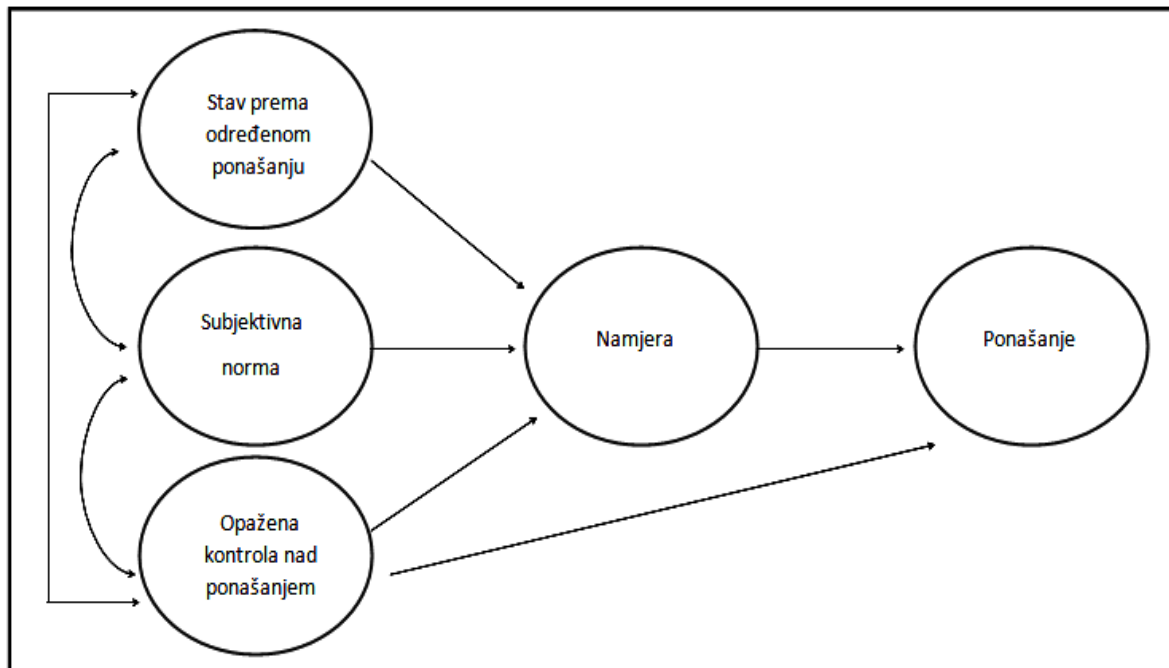 Stav prema
određenom
ponašanju
Subjektivna
norma
Namjera
Ponašanje
Opažena
kontrola nad
ponašanjem